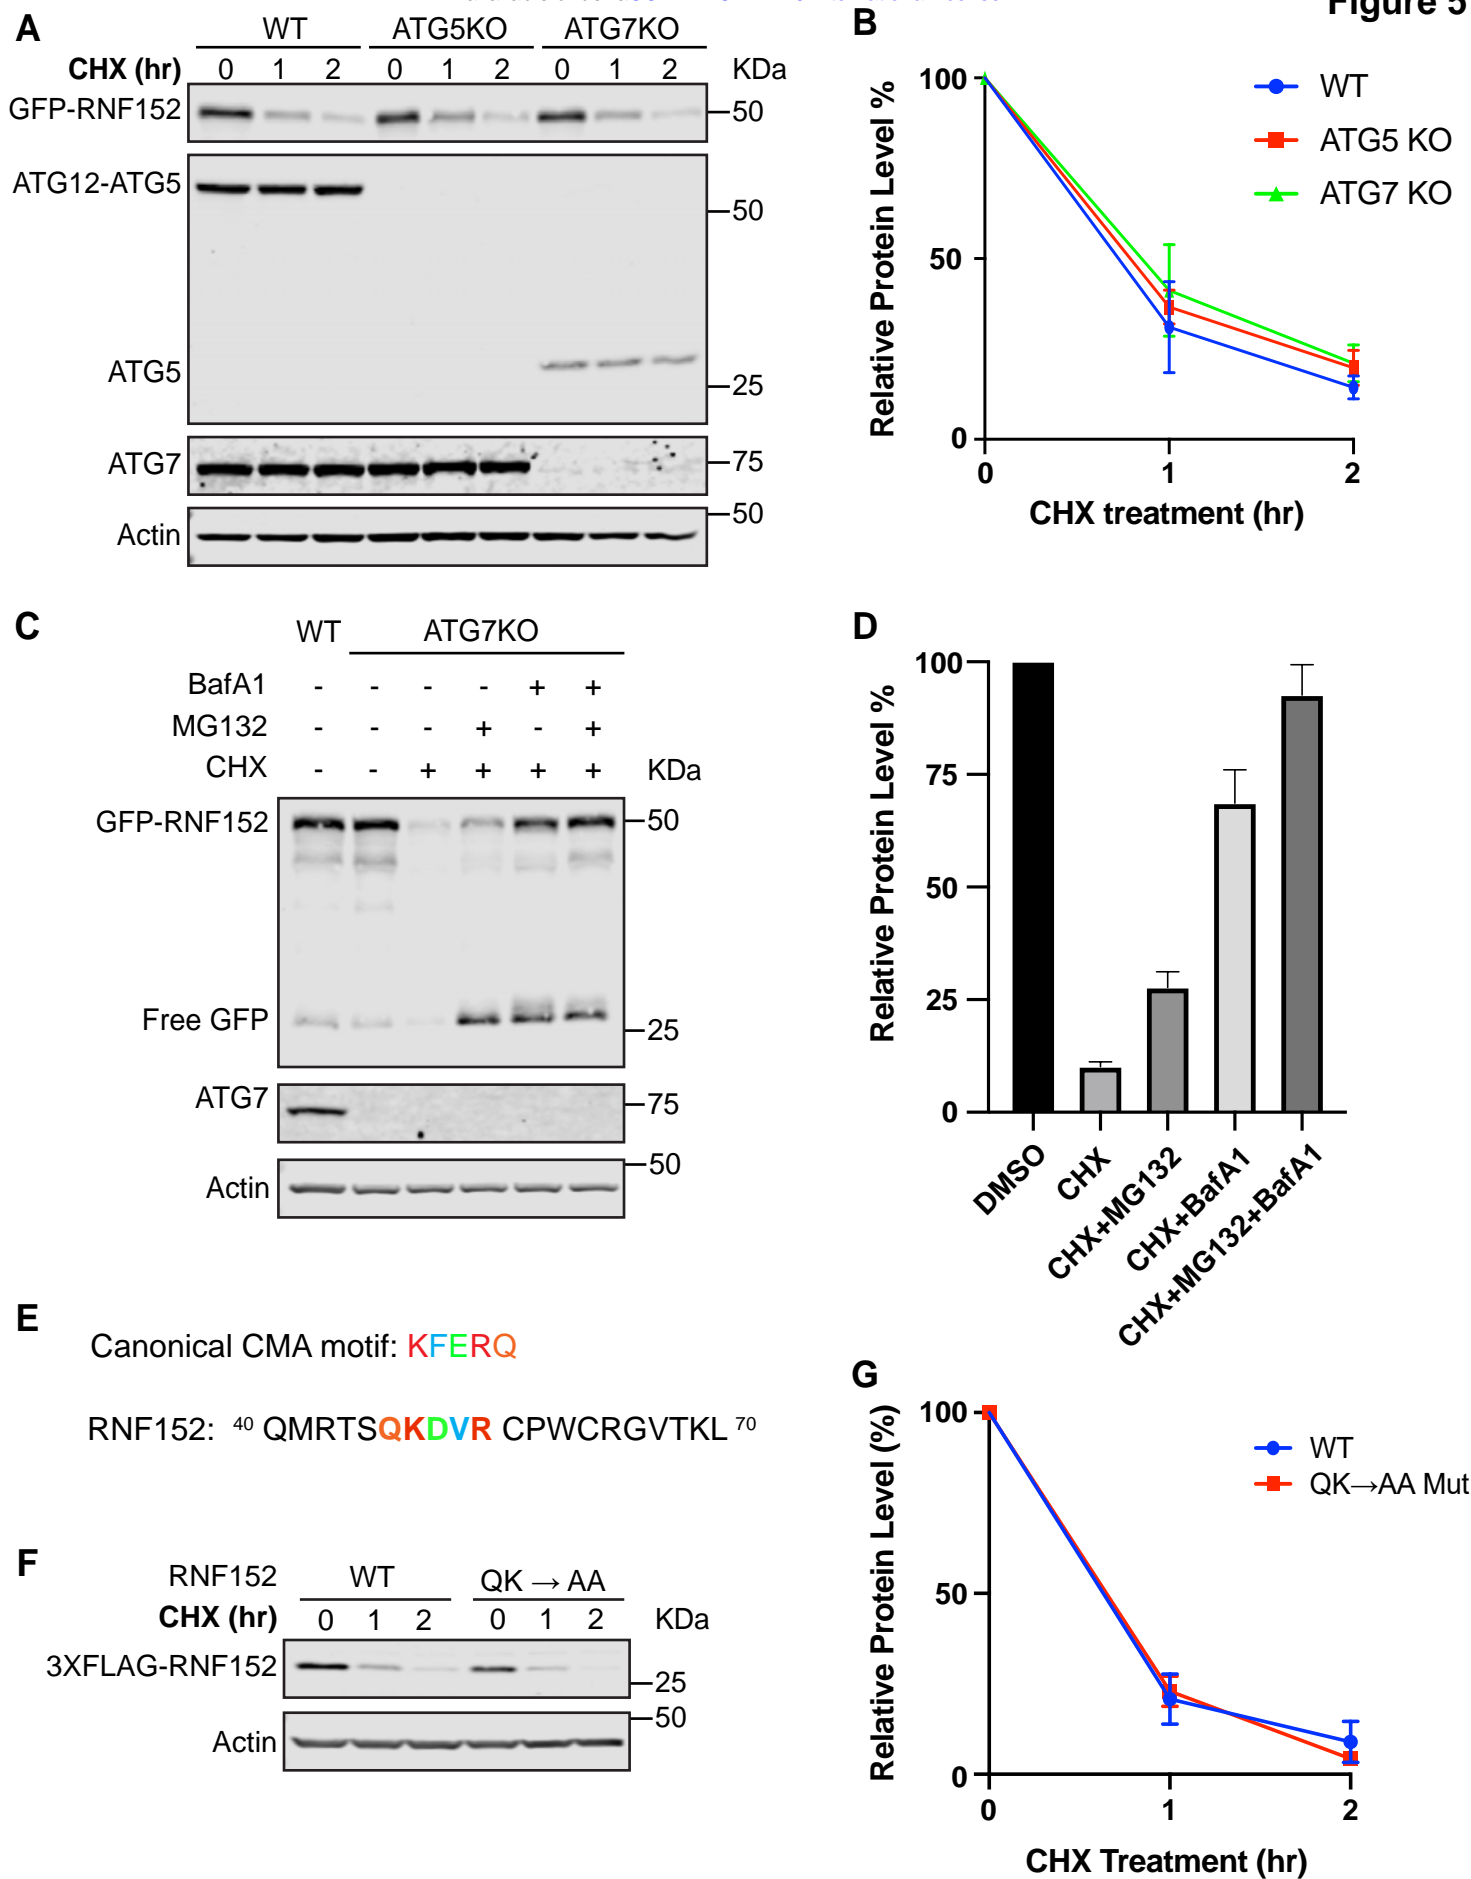 Figure 5
A
WT ATG5KO ATG7KO
CHX (hr) 0 1 2 0 1 2 0 1 2 KDa
GFP-RNF152
50
ATG12-ATG5
50
ATG5
25
ATG7
75
50
Actin
B
Relative Protein Level %
100
50
0
0 1 2
CHX treatment (hr)
WT
ATG5 KO
ATG7 KO
C
WT ATG7KO
BafA1 - - - - + +
MG132 - - - + - +
CHX - - + + + + KDa
GFP-RNF152
50
Free GFP
25
ATG7
75
50
Actin
D
Relative Protein Level %
100
75
50
25
0
DMSO
CHX
CHX+MG132
CHX+BafA1
CHX+MG132+BafA1
E
Canonical CMA motif: KFERQ
RNF152: 40 QMRTSQKDVR CPWCRGVTKL 70
F
RNF152 WT QK → AA
CHX (hr) 0 1 2 0 1 2 KDa
3XFLAG-RNF152
25
50
Actin
G
Relative Protein Level (%)
100
50
0
0 1 2
CHX Treatment (hr)
WT
QK→AA Mut